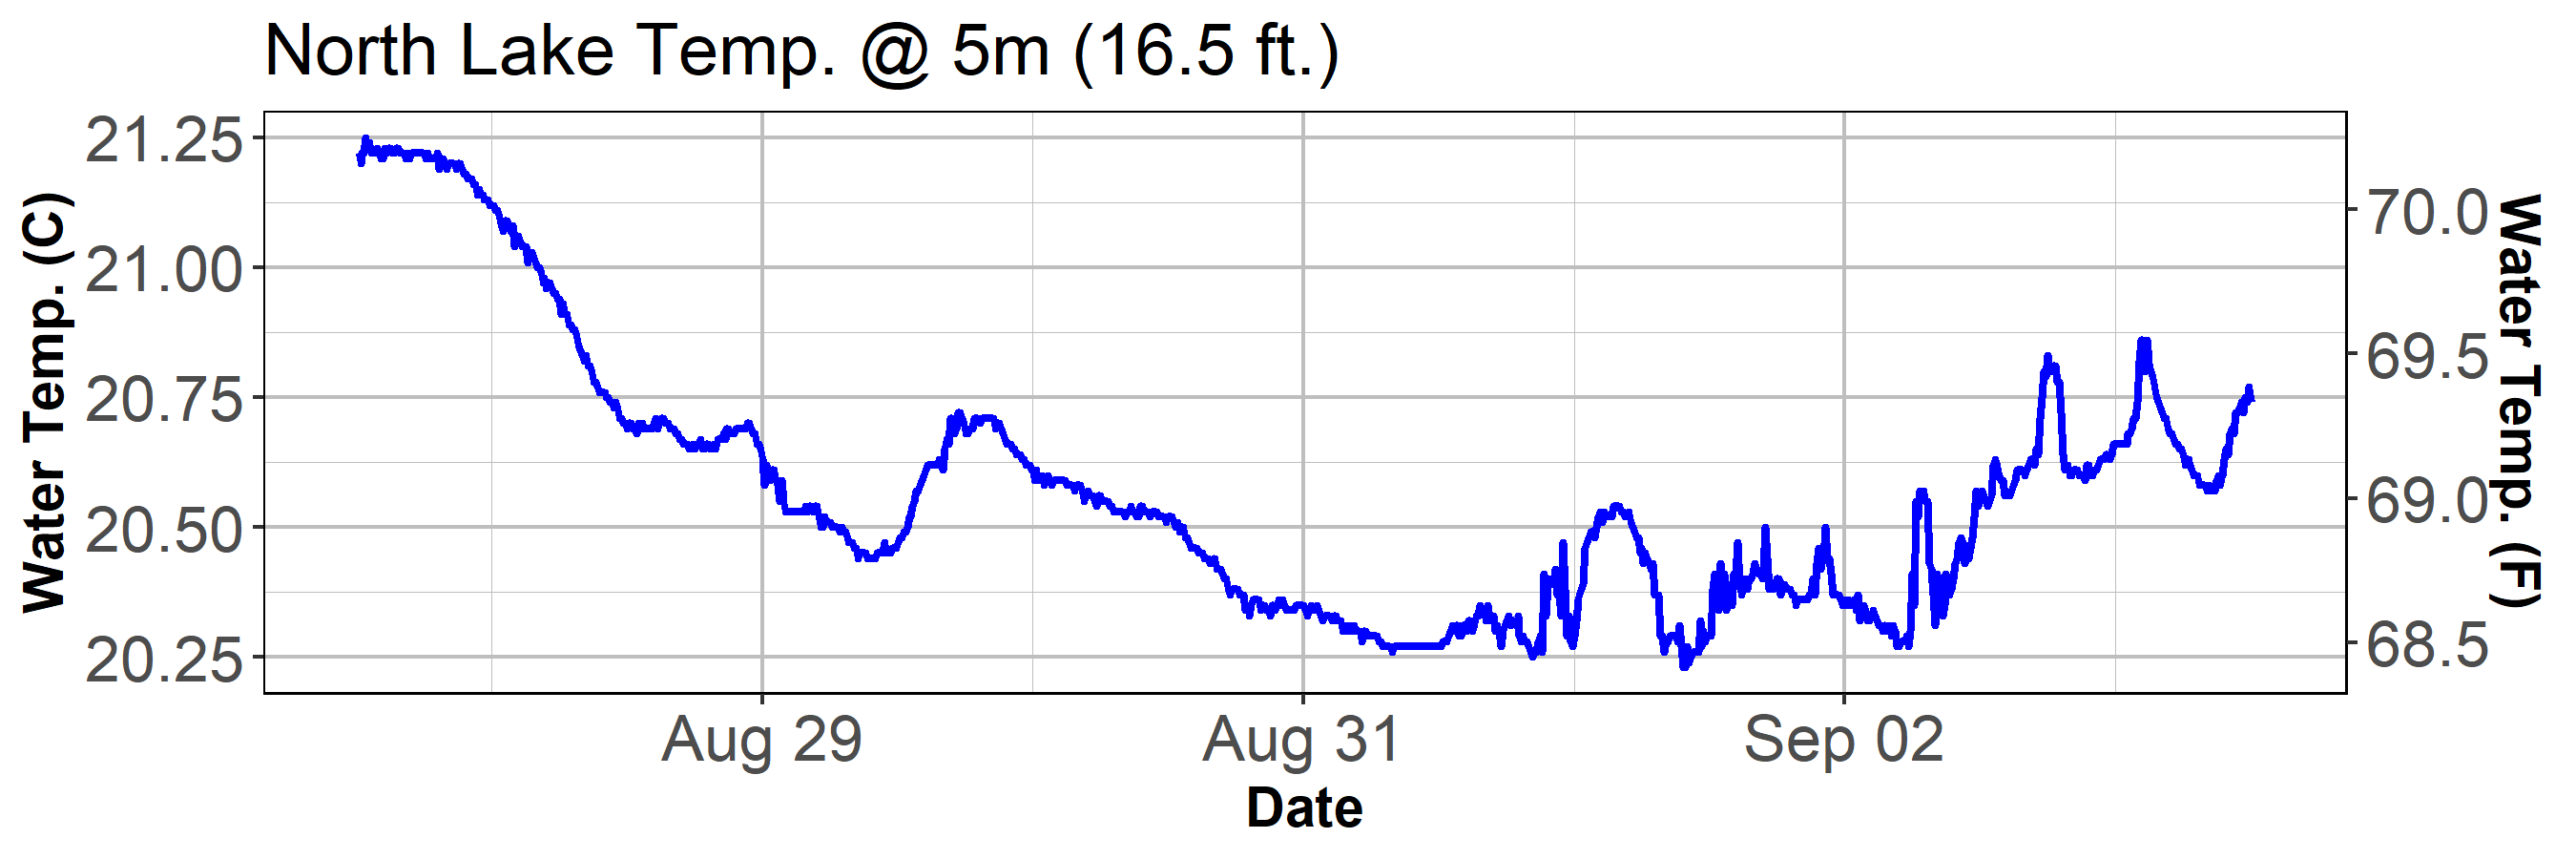 North Lake Temp. @ 5m (16.5 ft.)
Water Temp. (C)
21.25
21.00
20.75
20.50
20.25
70.0
69.5
69.0
68.5
Water Temp. (F)
Aug 29
Aug 31
Sep 02
Date